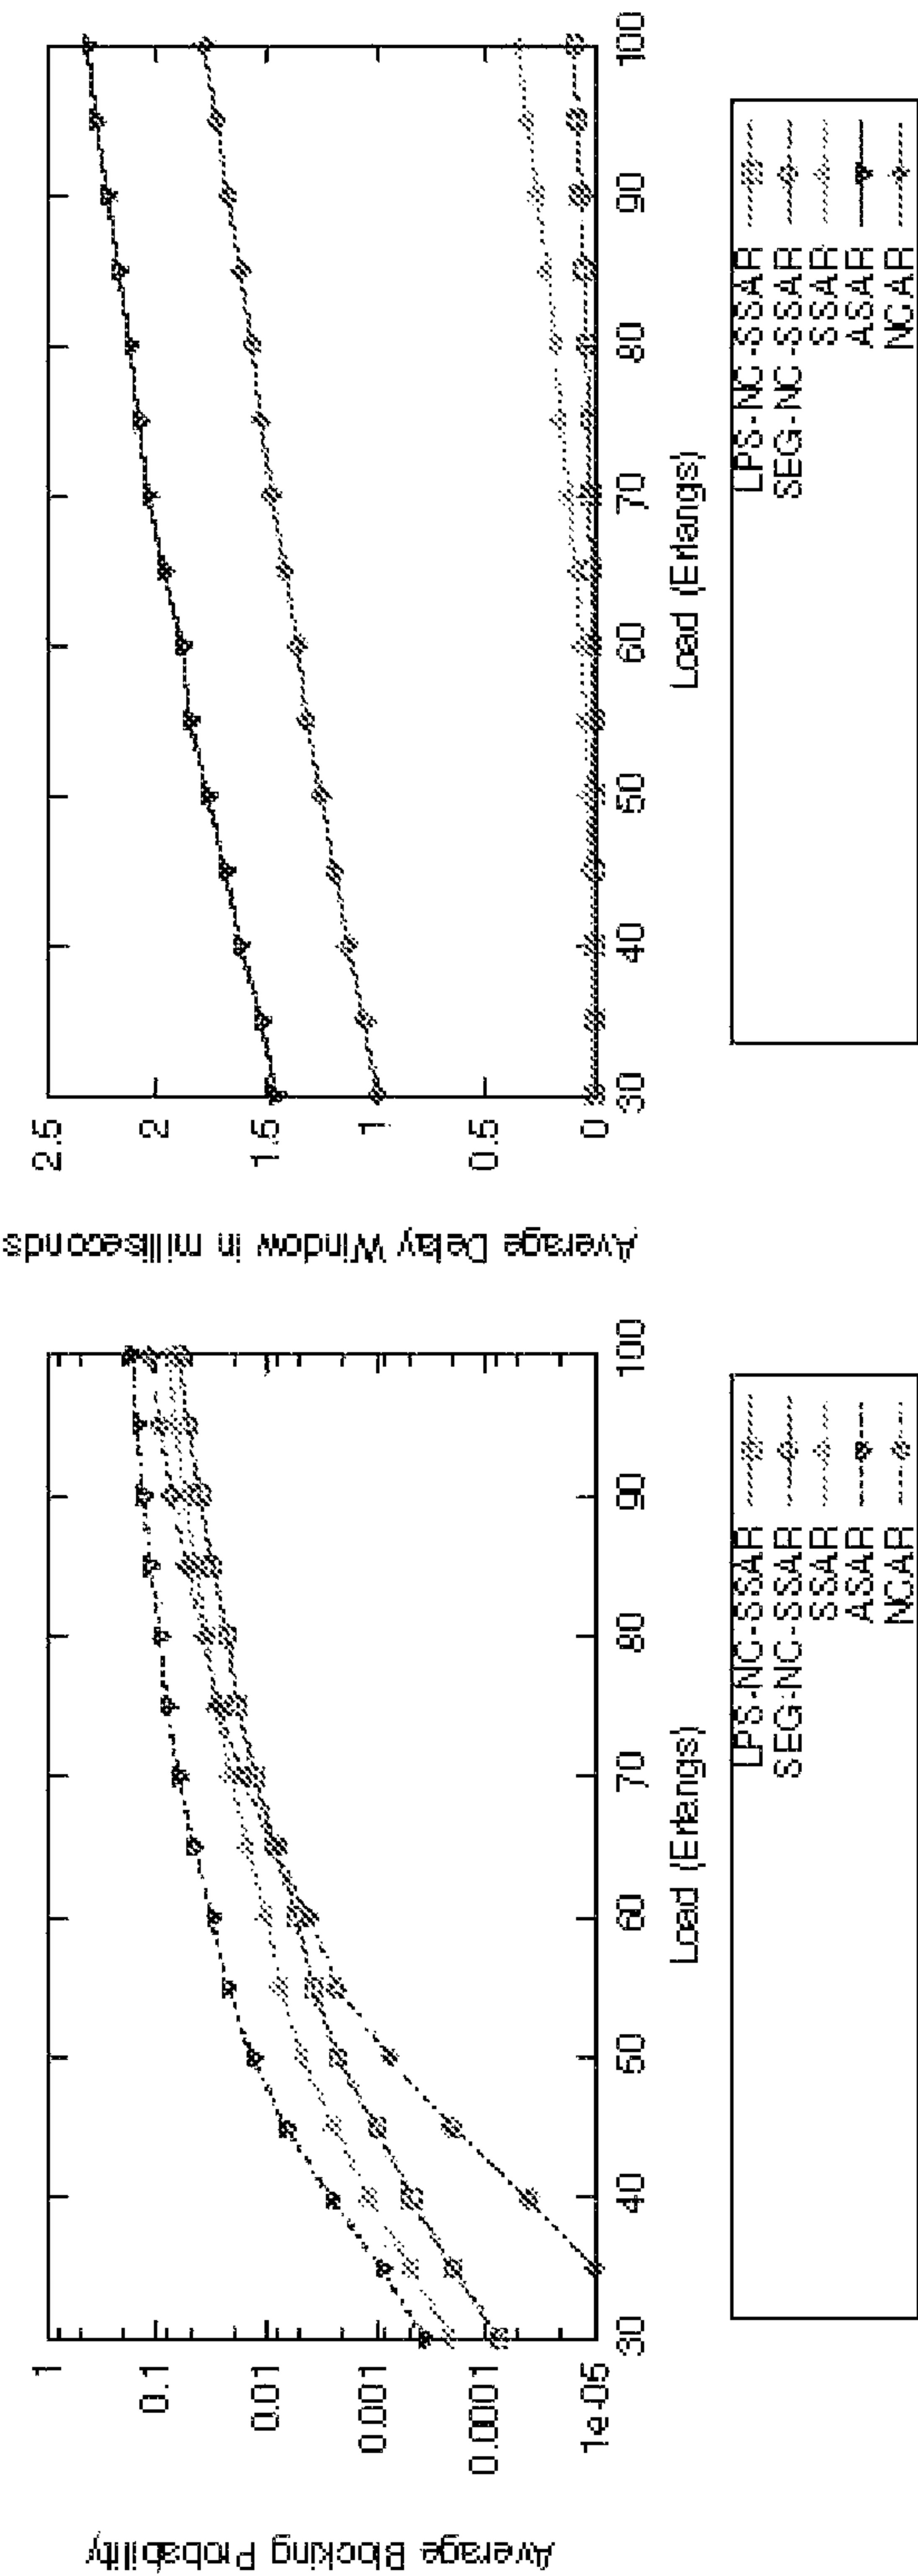 Average Blocking Probability
1
0.1
0.01
0.001
0.0001
1e-05
30
40
50
60
70
80
90
100
Load (Erlangs)
LPS-NC-SSAR
SEG-NC-SSAR
SSAR
ASAR
NCAR
Average Delay Window in milliseconds
2.5
2
1.5
1
0.5
0
30
40
50
60
70
80
90
100
Load (Erlangs)
LPS-NC-SSAR
SEG-NC-SSAR
SSAR
ASAR
NCAR